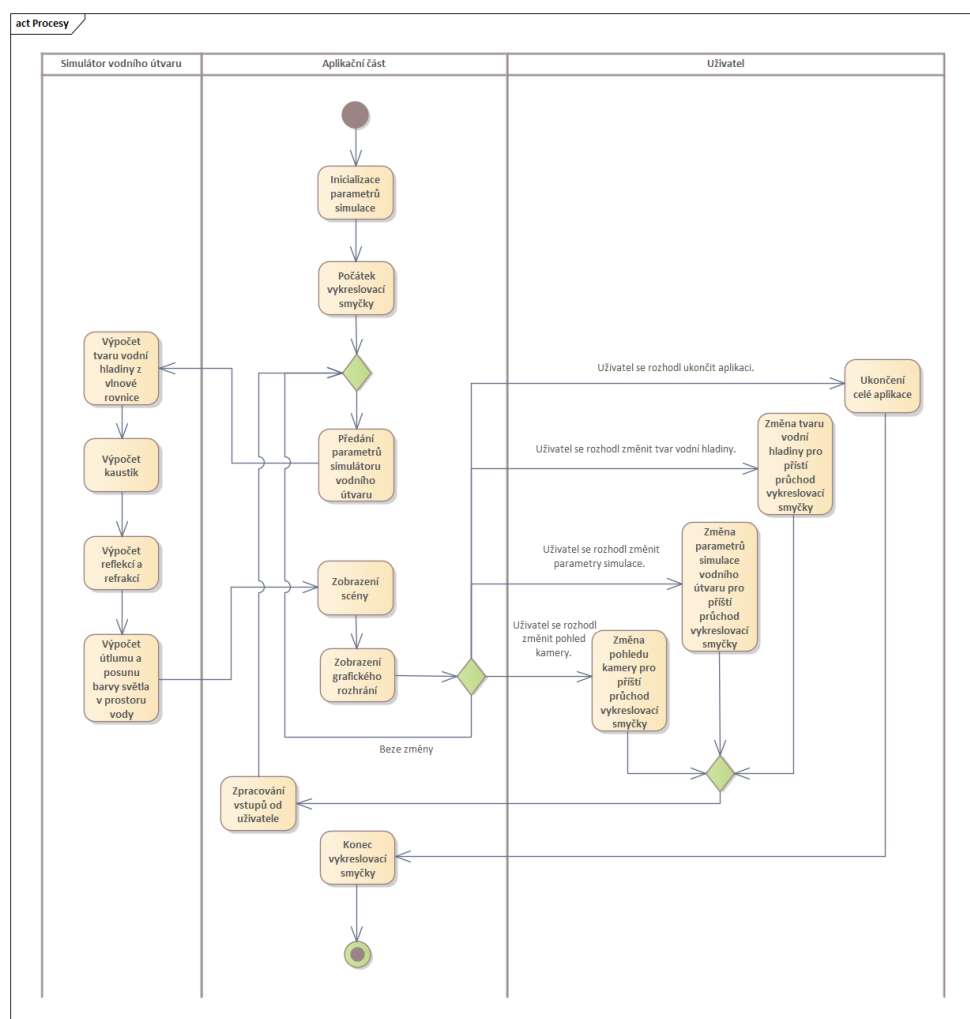 act Procesy
Simulátor vodního útvaru
Aplikační část
Uživatel
Inicializace
parametrů
simulace
Počátek
vykreslovací
smyčky
Výpočet
tvaru vodní
hladiny z
vlnové
rovnice
Předání
parametrů
simulátoru
vodního
útvaru
Výpočet
kaustik
Výpočet
reflekcí a
refrakcí
Výpočet
útlumu a
posunu
barvy světla
v prostoru
vody
Zobrazení
scény
Zobrazení
grafického
rozhrání
Uživatel se rozhodl ukončit aplikaci.
Ukončení
celé aplikace
Uživatel se rozhodl změnit tvar vodní hladiny.
Změna tvaru
vodní
hladiny pro
přístí
průchod
vykreslovací
smyčky
Uživatel se rozhodl změnit
parametry simulace.
Změna
parametrů
simulace
vodního
útvaru pro
příští
průchod
vykreslovací
smyčky
Uživatel se rozhodl
změnit pohled
kamery.
Změna
pohledu
kamery pro
příští
průchod
vykreslovací
smyčky
Beze změny
Zpracování
vstupů od
uživatele
Konec
vykreslovací
smyčky